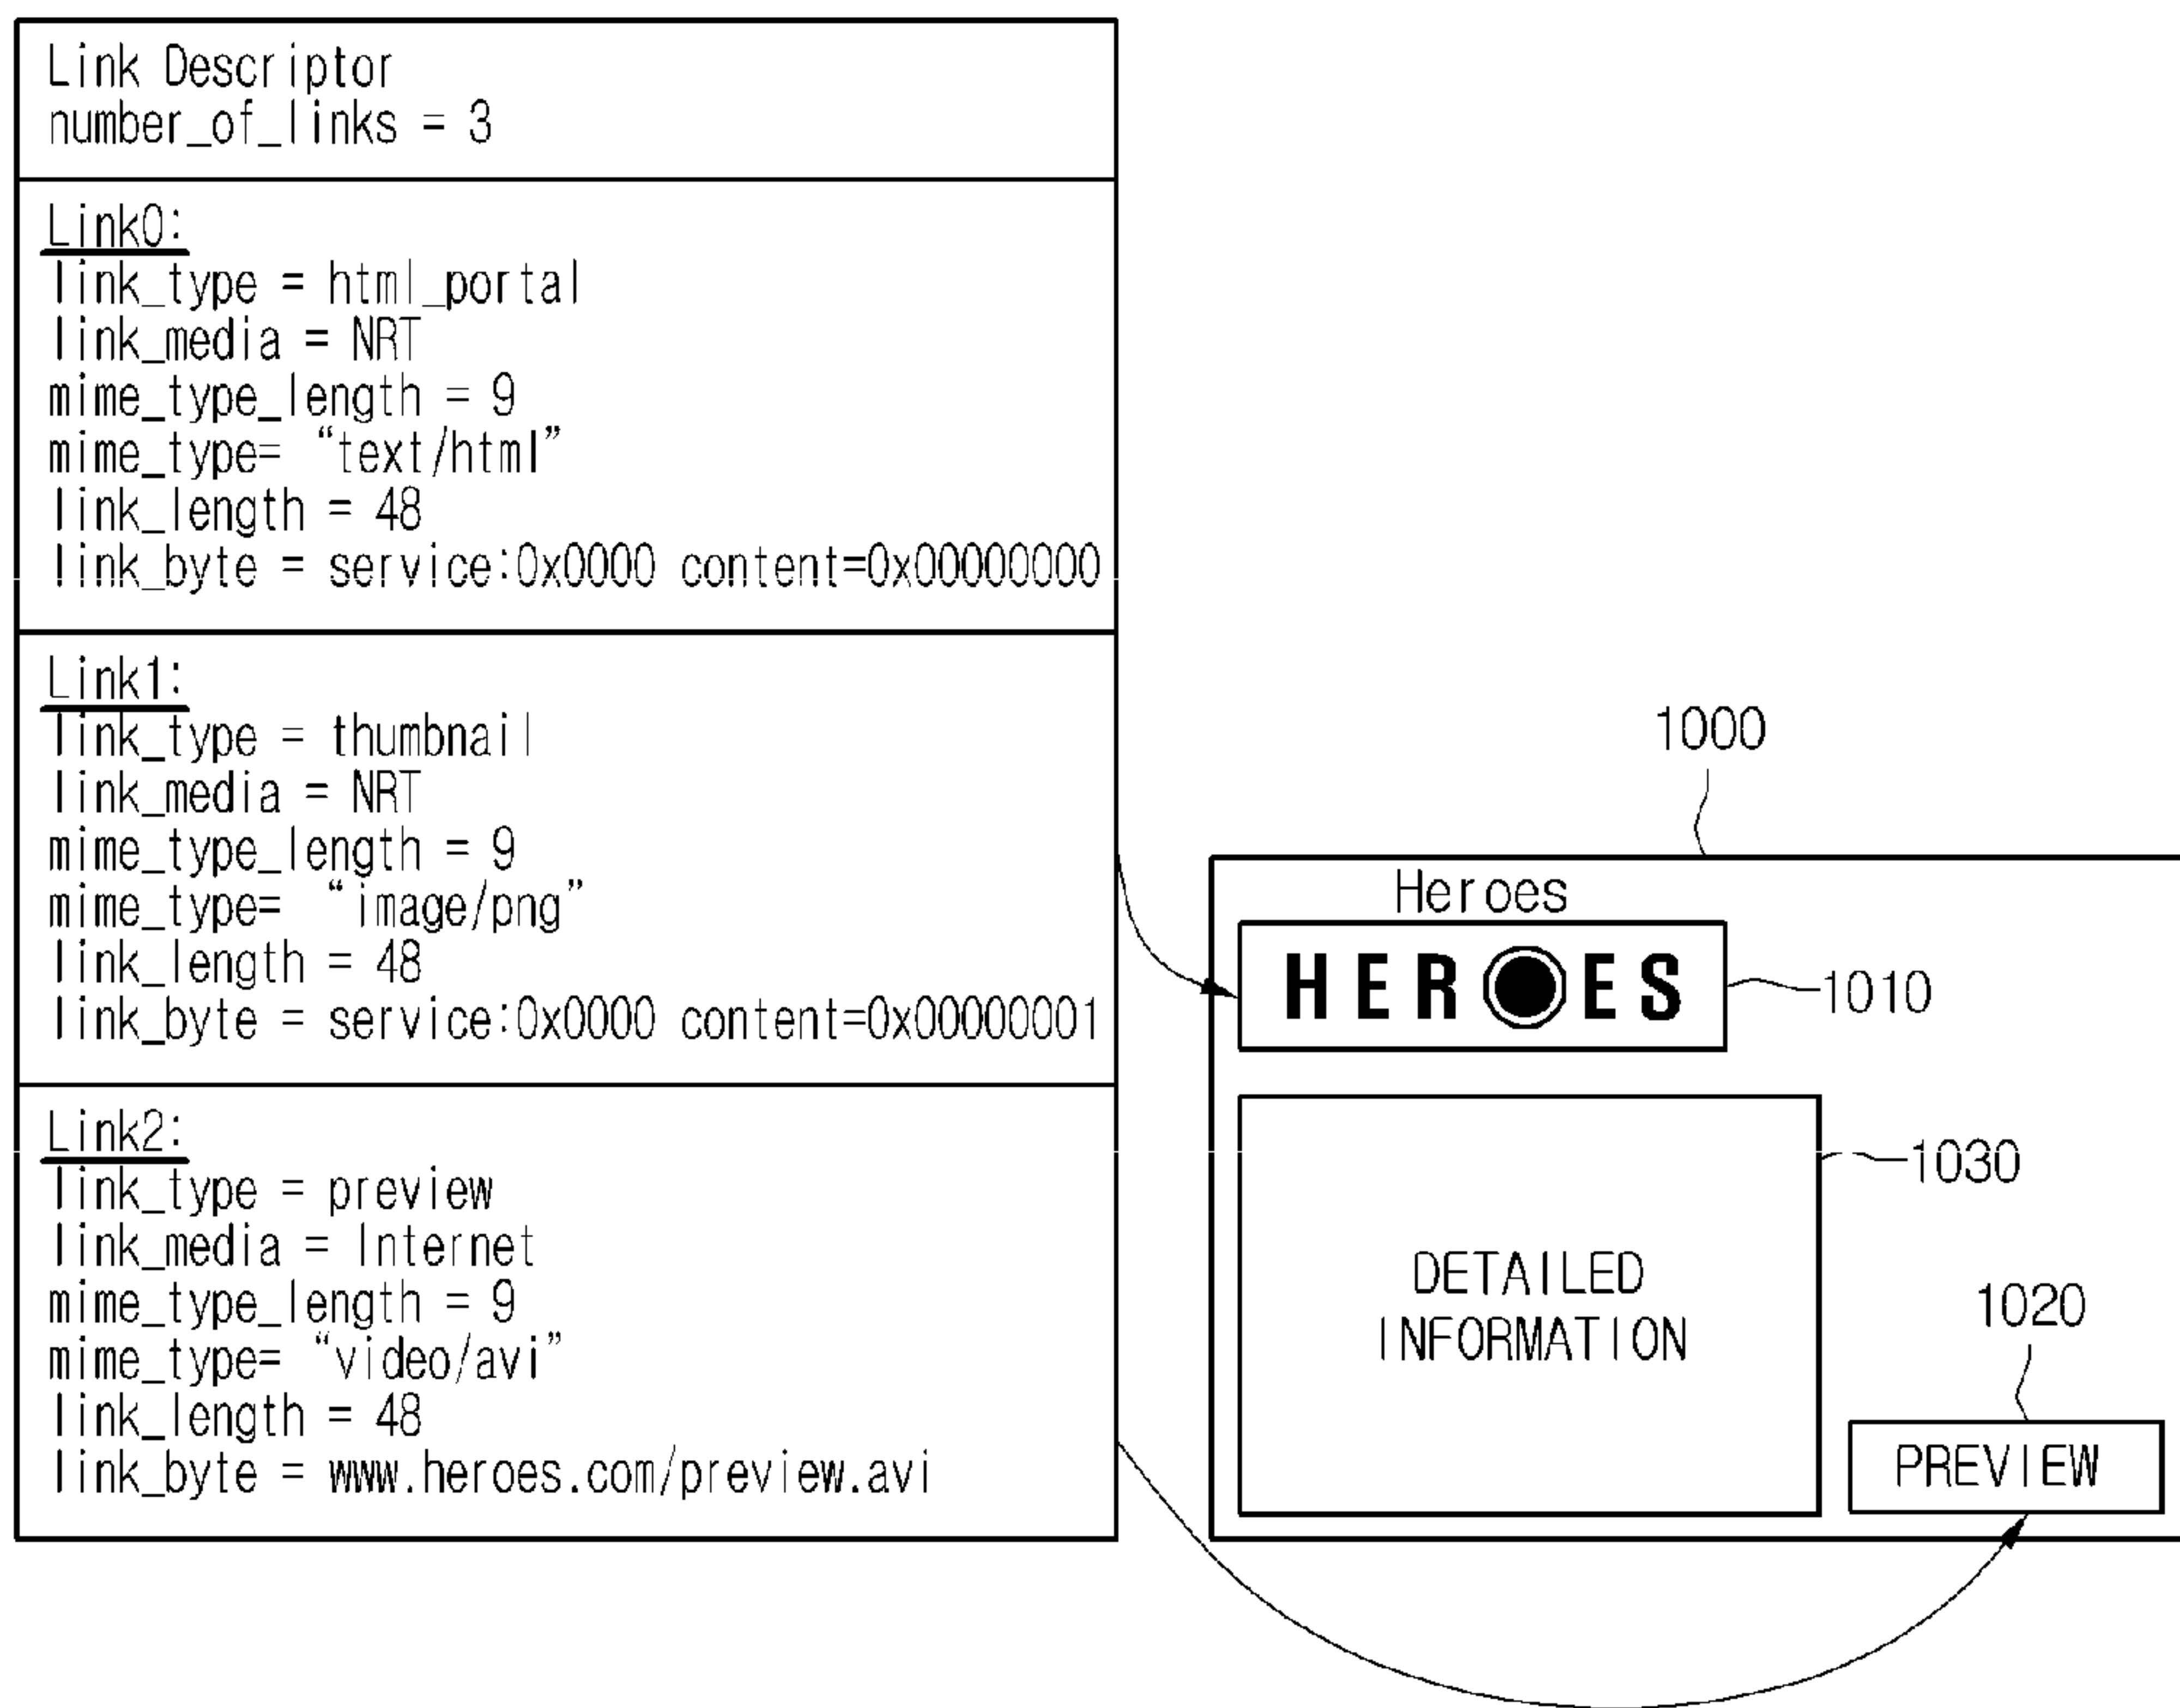 Link Descriptor
number_of_links = 3
Link0:
link_type = html_portal
link_media = NRT
mime_type_length = 9
mime_type= “text/html”
link_length = 48
link_byte = service:0x0000 content=0x00000000
Link1:
link_type = thumbnail
link_media = NRT
mime_type_length = 9
mime_type= “image/png”
link_length = 48
link_byte = service:0x0000 content=0x00000001
Link2:
link_type = preview
link_media = Internet
mime_type_length = 9
mime_type= “video/avi”
link_length = 48
link_byte = www.heroes.com/preview.avi
1000
Heroes
HEROES
1010
1030
DETAILED
INFORMATION
1020
PREVIEW